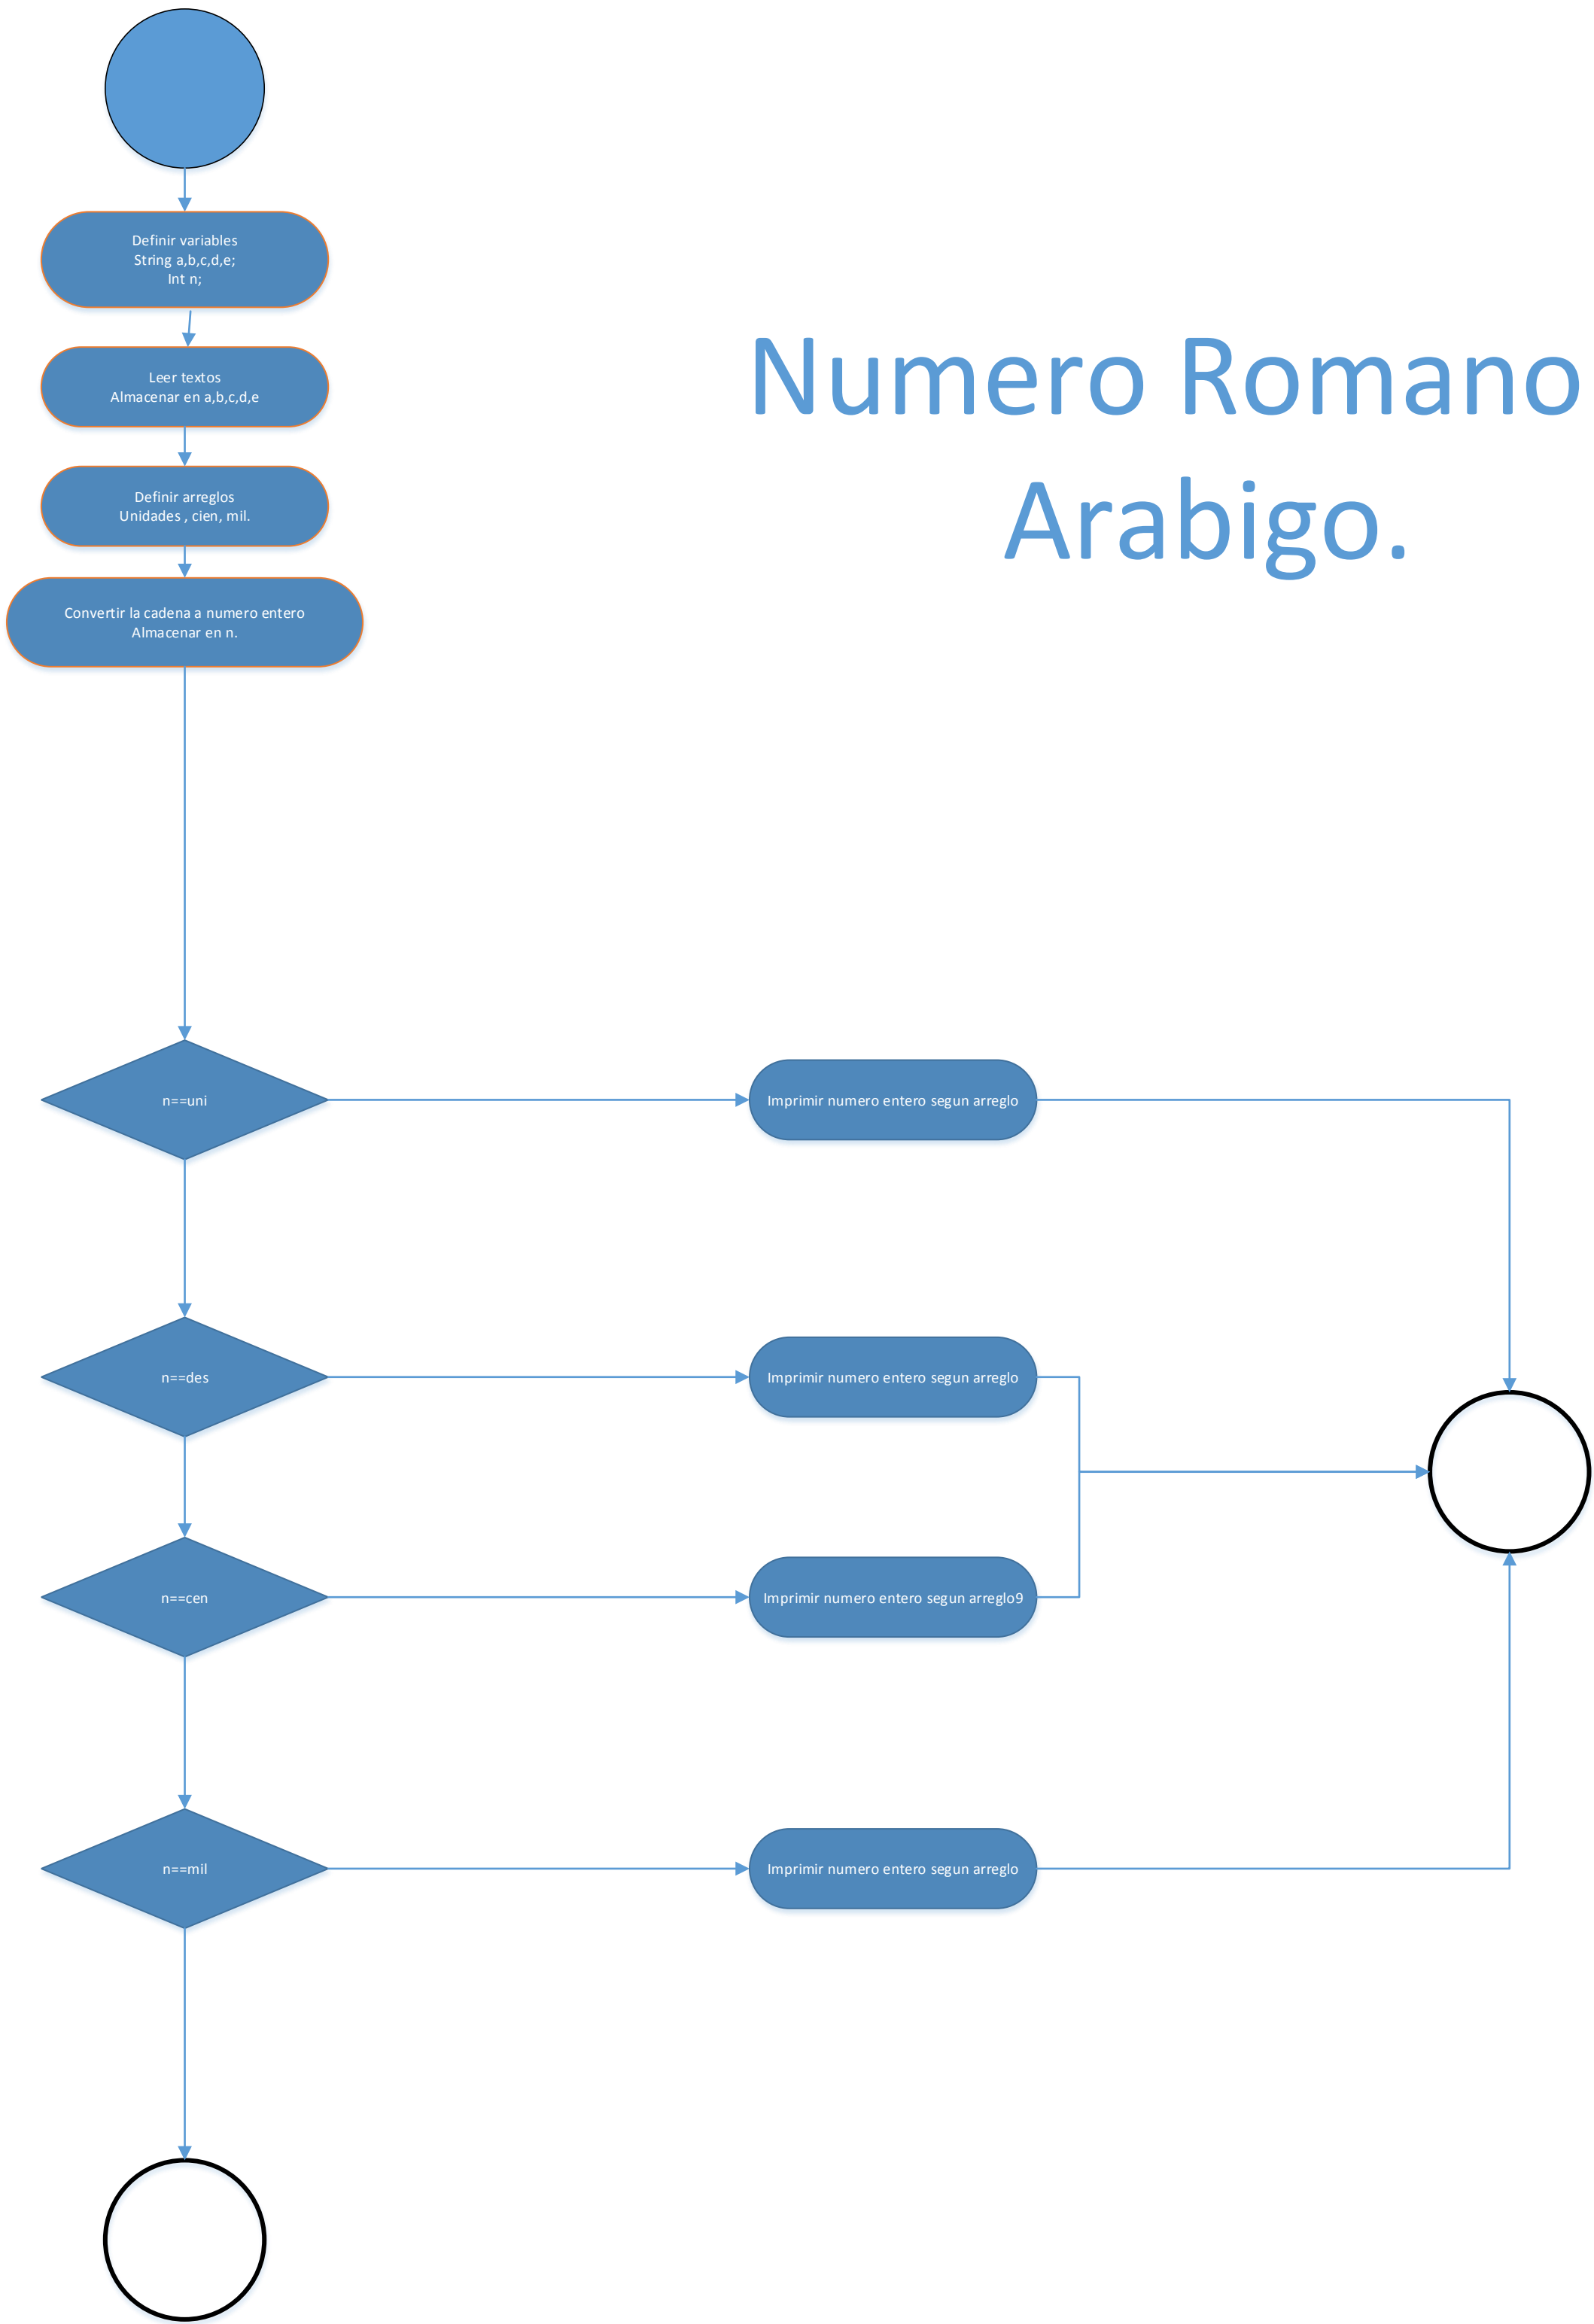 Definir variables
String a,b,c,d,e;
Int n;
Leer textos
Almacenar en a,b,c,d,e
Numero Romano
Arabigo.
Definir arreglos
Unidades , cien, mil.
Convertir la cadena a numero entero
Almacenar en n.
n==uni
Imprimir numero entero segun arreglo
n==des
Imprimir numero entero segun arreglo
n==cen
Imprimir numero entero segun arreglo9
n==mil
Imprimir numero entero segun arreglo